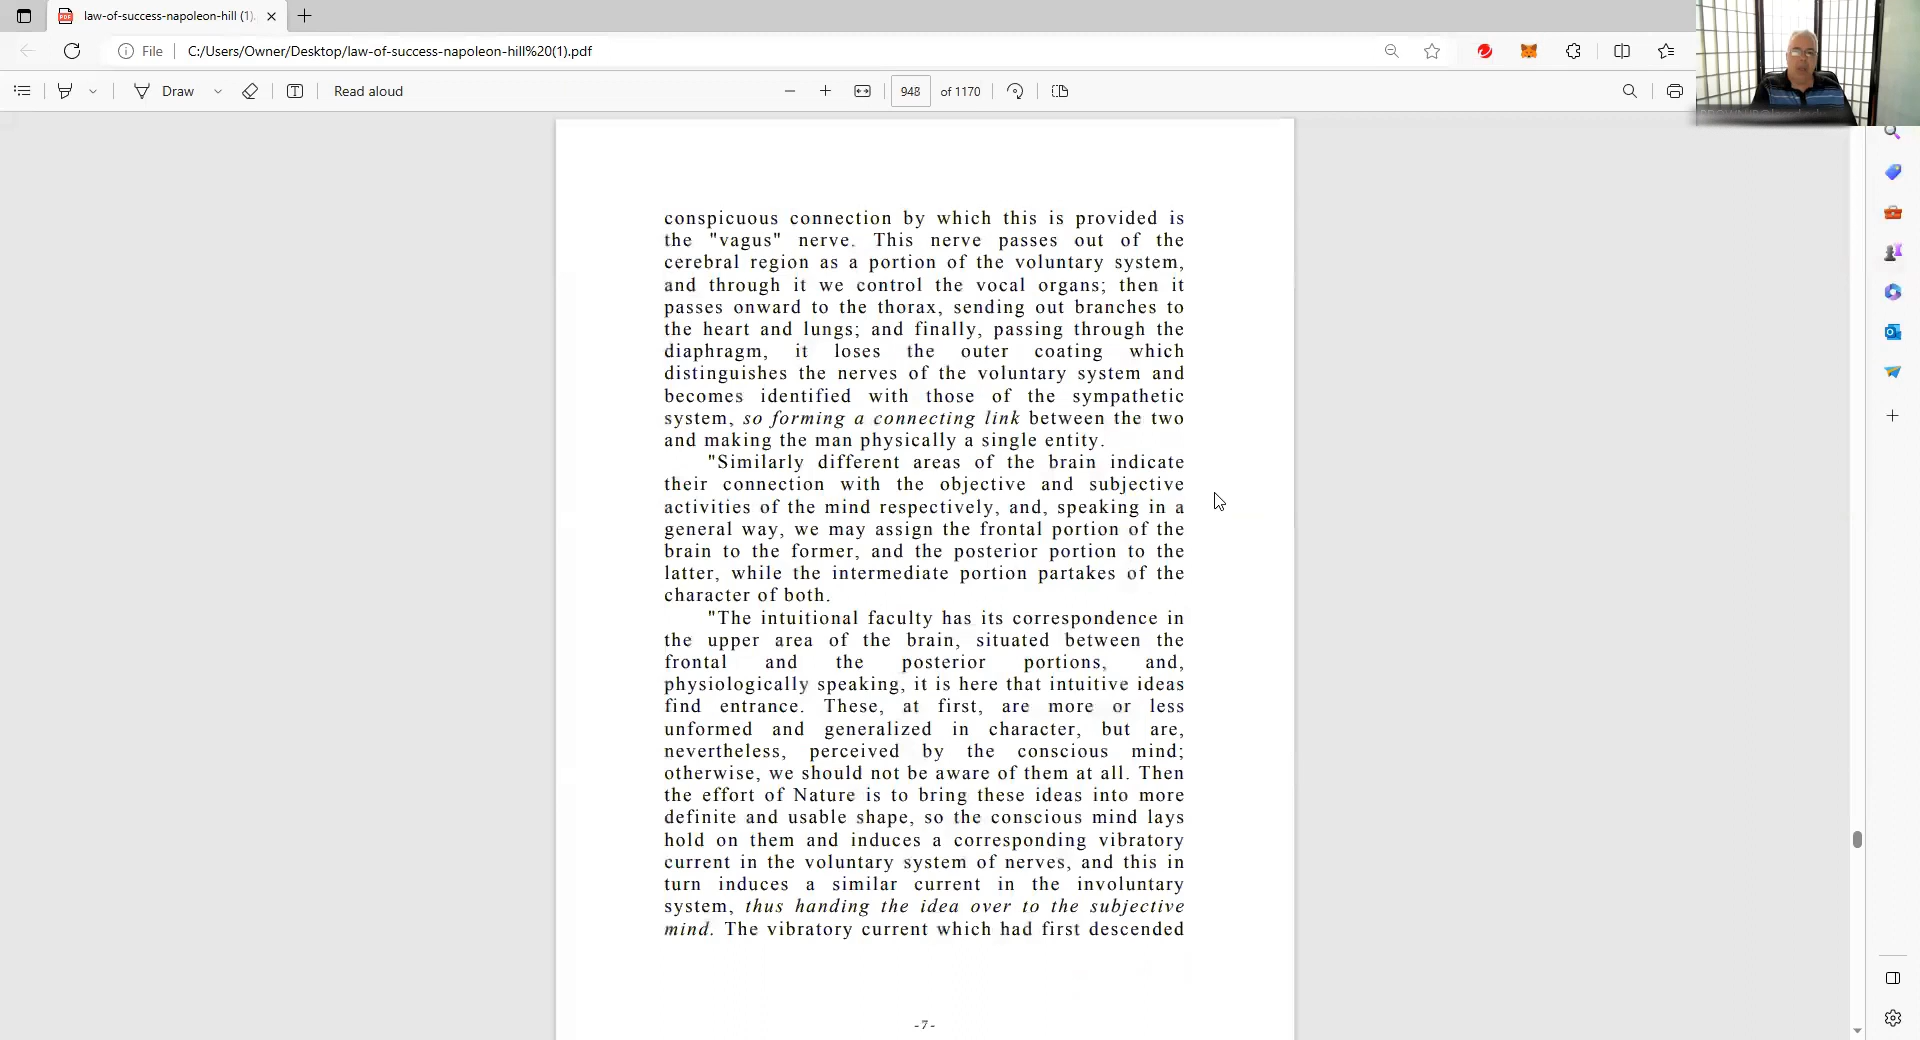 law-of-success-napoleon-hill (1).
File
C:/Users/Owner/Desktop/law-of-success-napoleon-hill%20(1).pdf
Draw
Read aloud
948
of 1170
conspicuous connection by which this is provided is
the "vagus" nerve. This nerve passes out of the
cerebral region as a portion of the voluntary system,
and through it we control the vocal organs; then it
passes onward to the thorax, sending out branches to
the heart and lungs; and finally, passing through the
diaphragm, it loses the outer coating which
distinguishes the nerves of the voluntary system and
becomes identified with those of the sympathetic
system, so forming a connecting link between the two
and making the man physically a single entity.
"Similarly different areas of the brain indicate
their connection with the objective and subjective
activities of the mind respectively, and, speaking in a
general way, we may assign the frontal portion of the
brain to the former, and the posterior portion to the
latter, while the intermediate portion partakes of the
character of both.
"The intuitional faculty has its correspondence in
the upper area of the brain, situated between the
frontal and the posterior portions, and,
physiologically speaking, it is here that intuitive ideas
find entrance. These, at first, are more or less
unformed and generalized in character, but are,
nevertheless, perceived by the conscious mind;
otherwise, we should not be aware of them at all. Then
the effort of Nature is to bring these ideas into more
definite and usable shape, so the conscious mind lays
hold on them and induces a corresponding vibratory
current in the voluntary system of nerves, and this in
turn induces a similar current in the involuntary
system, thus handing the idea over to the subjective
mind. The vibratory current which had first descended
-7-